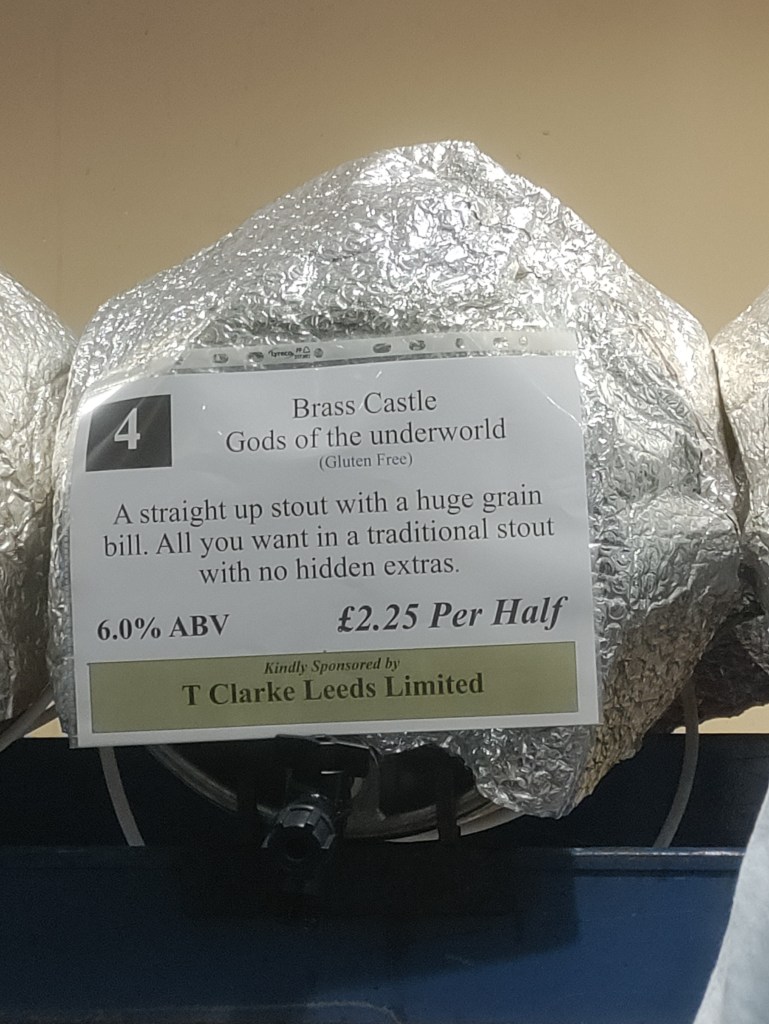 4
Brass Castle
Gods of the underworld
(Gluten Free)
A straight up stout with a huge grain
bill. All you want in a traditional stout
with no hidden extras.
6.0% ABV
£2.25 Per Half
Kindly Sponsored by
T Clarke Leeds Limited